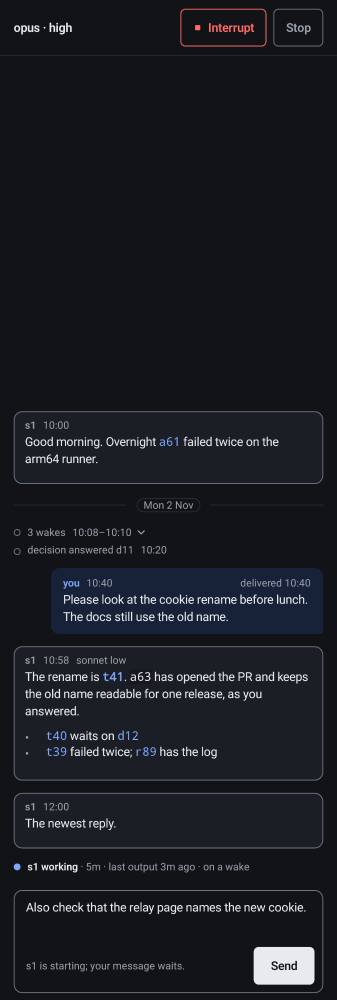 opus · high
Interrupt
Stop
s1 10:00
Good morning. Overnight a61 failed twice on the
arm64 runner.
Mon 2 Nov
3 wakes 10:08–10:10
decision answered d11 10:20
you 10:40 delivered 10:40
Please look at the cookie rename before lunch.
The docs still use the old name.
s1 10:58 sonnet low
The rename is t41. a63 has opened the PR and keeps
the old name readable for one release, as you
answered.
• t40 waits on d12
• t39 failed twice; r89 has the log
s1 12:00
The newest reply.
s1 working · 5m · last output 3m ago · on a wake
Also check that the relay page names the new cookie.
s1 is starting; your message waits.
Send